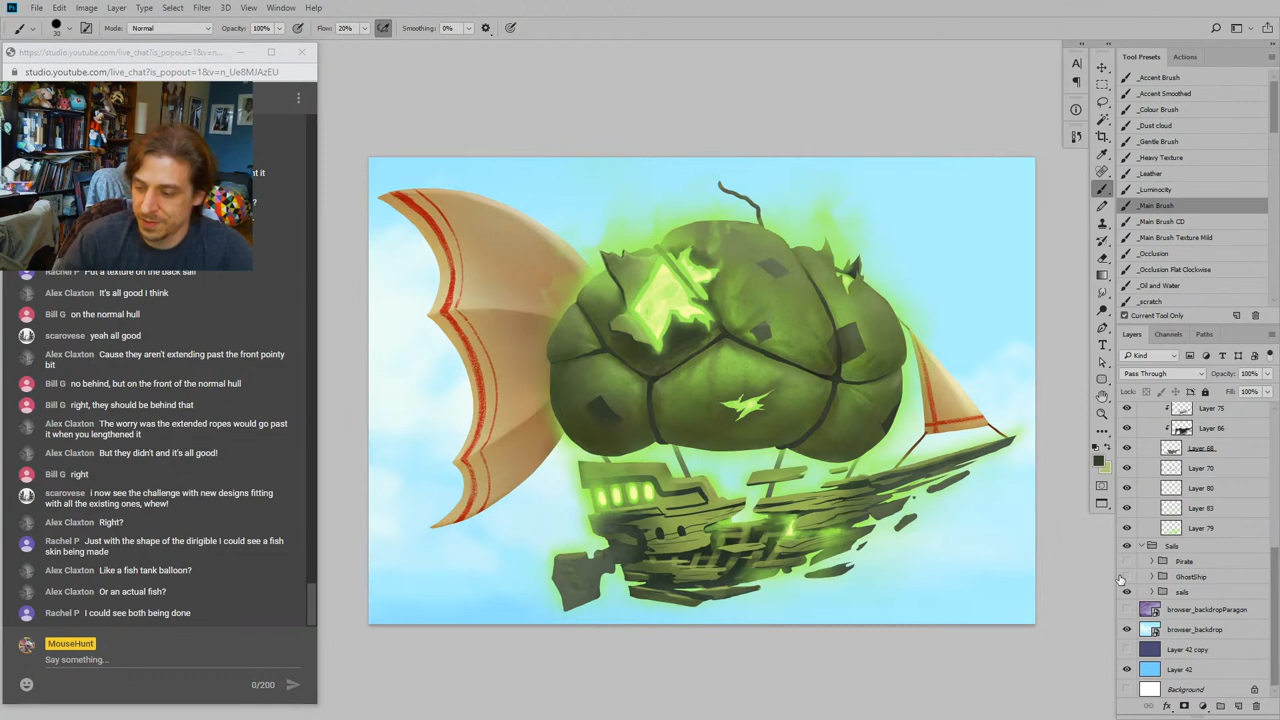 Ps File Edit Image Layer Type Select Filter 3D View Window Help
30 Mode: Normal Opacity: 100% Flow: 20% Smoothing: 0%
https://studio.youtube.com/live_chat?is_popout=1&v=n...
studio.youtube.com/live_chat?is_popout=1&v=n_Ue8MJAzEU
Rachel P Put a texture on the back sail
Alex Claxton It's all good I think
Bill G on the normal hull
scarovese yeah all good
Alex Claxton Cause they aren't extending past the front pointy
bit
Bill G no behind, but on the front of the normal hull
Bill G right, they should be behind that
Alex Claxton The worry was the extended ropes would go past
it when you lengthened it
Alex Claxton But they didn't and it's all good!
Bill G right
scarovese i now see the challenge with new designs fitting
with all the existing ones, whew!
Alex Claxton Right?
Rachel P Just with the shape of the dirigible I could see a fish
skin being made
Alex Claxton Like a fish tank balloon?
Alex Claxton Or an actual fish?
Rachel P I could see both being done
MouseHunt
Say something...
0/200
Tool Presets Actions
_Accent Brush
_Accent Smoothed
_Colour Brush
_Dust cloud
_Gentle Brush
_Heavy Texture
_Leather
_Luminocity
_Main Brush
_Main Brush CD
_Main Brush Texture Mild
_Occlusion
_Occlusion Flat Clockwise
_Oil and Water
_scratch
Current Tool Only
Layers Channels Paths
Kind
Pass Through Opacity: 100%
Lock: Fill: 100%
Layer 75
Layer 86
Layer 68
Layer 70
Layer 80
Layer 83
Layer 79
Sails
Pirate
GhostShip
sails
browser_backdropParagon
browser_backdrop
Layer 42 copy
Layer 42
Background